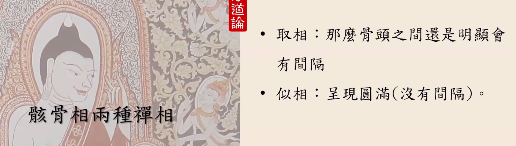 道論
骸骨相兩種禪相
• 取相：那麼骨頭之間還是明顯會
有間隔
• 似相：呈現圓滿(沒有間隔)。